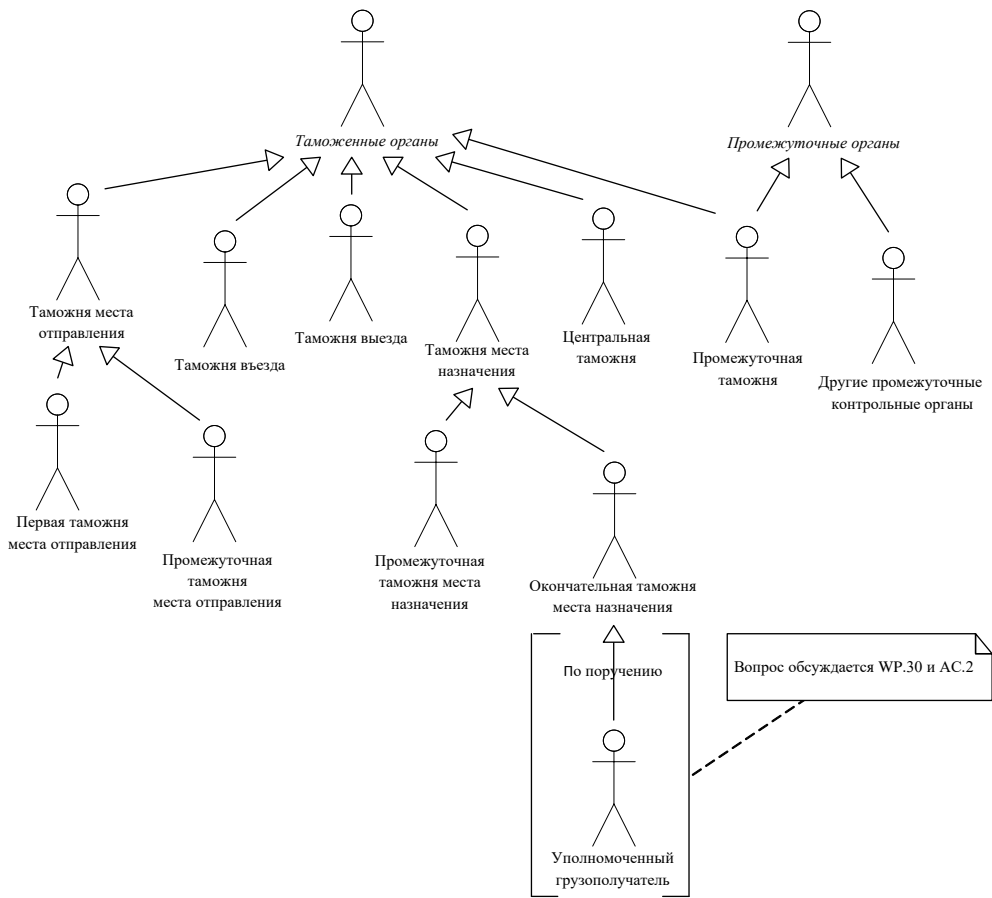 Таможенные органы
Промежуточные органы
Таможня места
отправления
Таможня въезда
Таможня выезда
Таможня места
назначения
Центральная
таможня
Промежуточная
таможня
Другие промежуточные
контрольные органы
Первая таможня
места отправления
Промежуточная
таможня
места отправления
Промежуточная
таможня места
назначения
Окончательная таможня
места назначения
По поручению
Вопрос обсуждается WP.30 и AC.2
Уполномоченный
грузополучатель